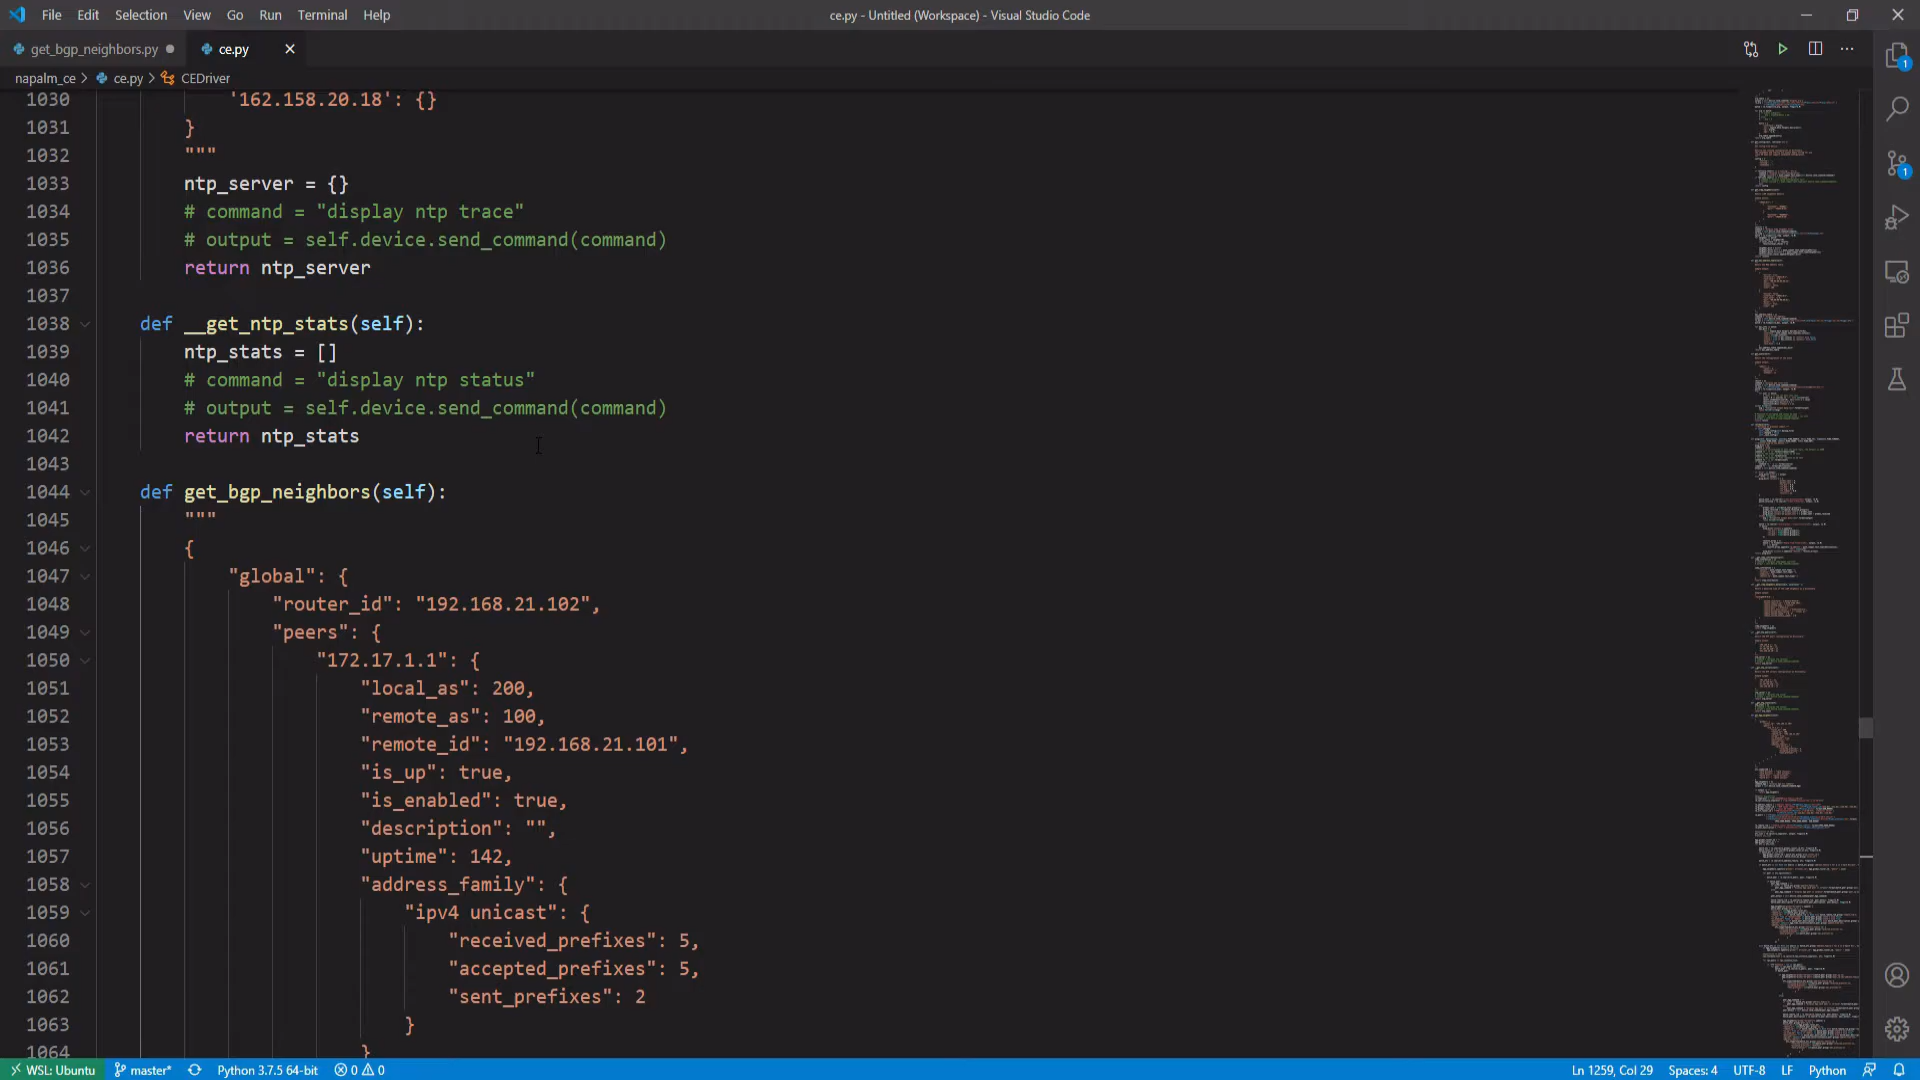 File Edit Selection View Go Run Terminal Help
ce.py - Untitled (Workspace) - Visual Studio Code
get_bgp_neighbors.py
ce.py
napalm_ce > ce.py > CEDriver
1030 '162.158.20.18': {}
1031 }
1032 """
1033 ntp_server = {}
1034 # command = "display ntp trace"
1035 # output = self.device.send_command(command)
1036 return ntp_server
1037
1038 def __get_ntp_stats(self):
1039 ntp_stats = []
1040 # command = "display ntp status"
1041 # output = self.device.send_command(command)
1042 return ntp_stats
1043
1044 def get_bgp_neighbors(self):
1045 """
1046 {
1047 "global": {
1048 "router_id": "192.168.21.102",
1049 "peers": {
1050 "172.17.1.1": {
1051 "local_as": 200,
1052 "remote_as": 100,
1053 "remote_id": "192.168.21.101",
1054 "is_up": true,
1055 "is_enabled": true,
1056 "description": "",
1057 "uptime": 142,
1058 "address_family": {
1059 "ipv4 unicast": {
1060 "received_prefixes": 5,
1061 "accepted_prefixes": 5,
1062 "sent_prefixes": 2
1063 }
1064 }
1
1
WSL: Ubuntu master* Python 3.7.5 64-bit 0 0 Ln 1259, Col 29 Spaces: 4 UTF-8 LF Python